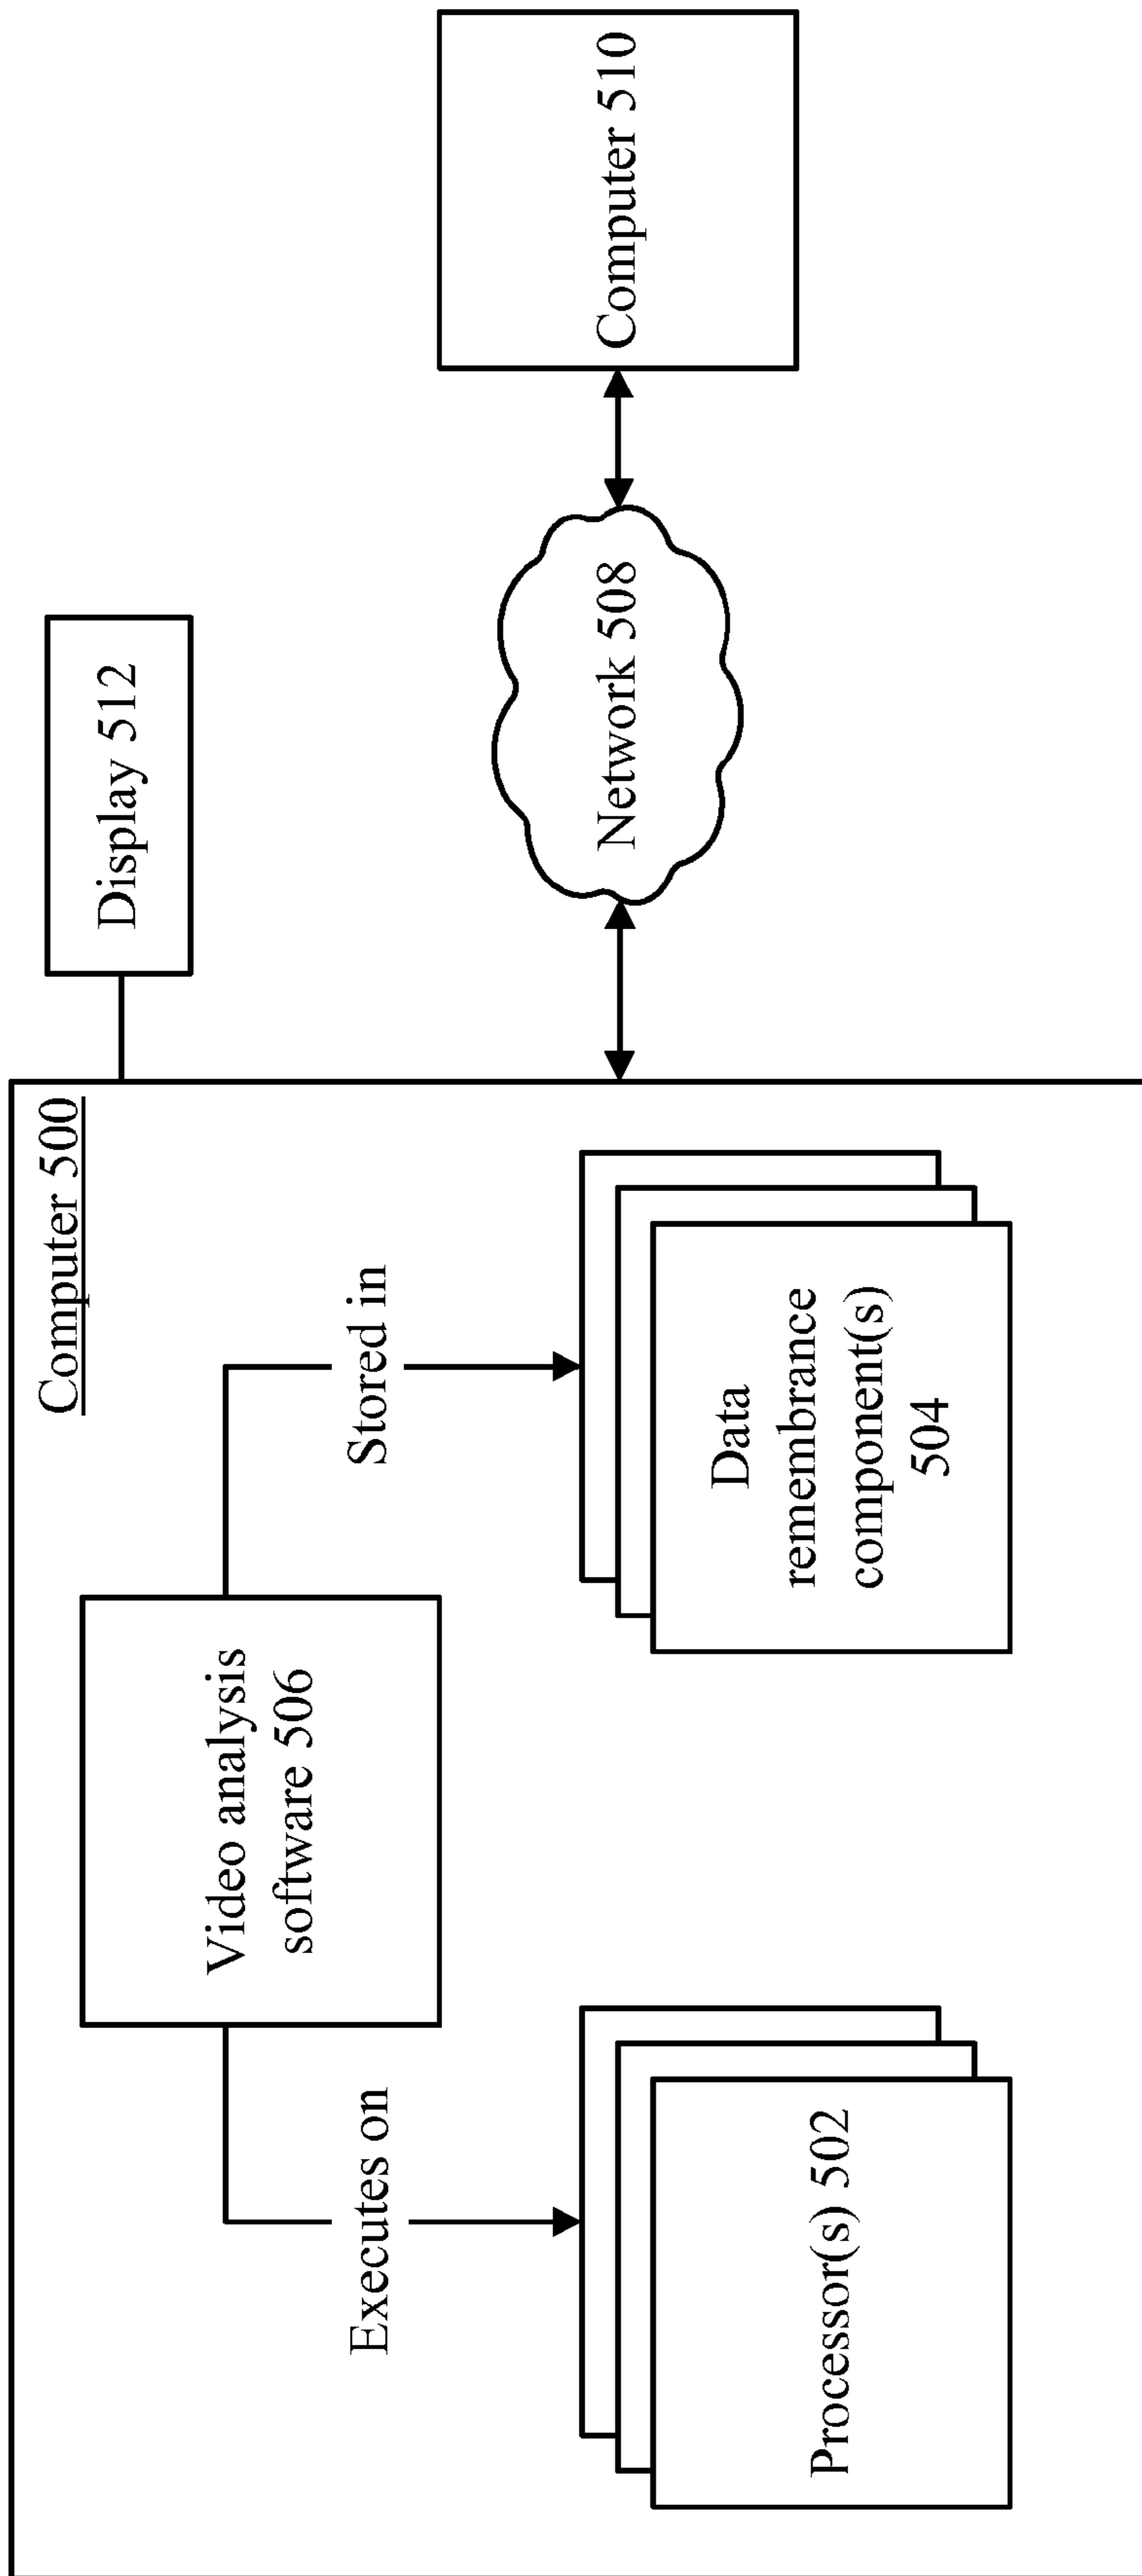 Computer 500
Video analysis
software 506
Executes on
Stored in
Processor(s) 502
Data
remembrance
component(s)
504
Display 512
Network 508
Computer 510